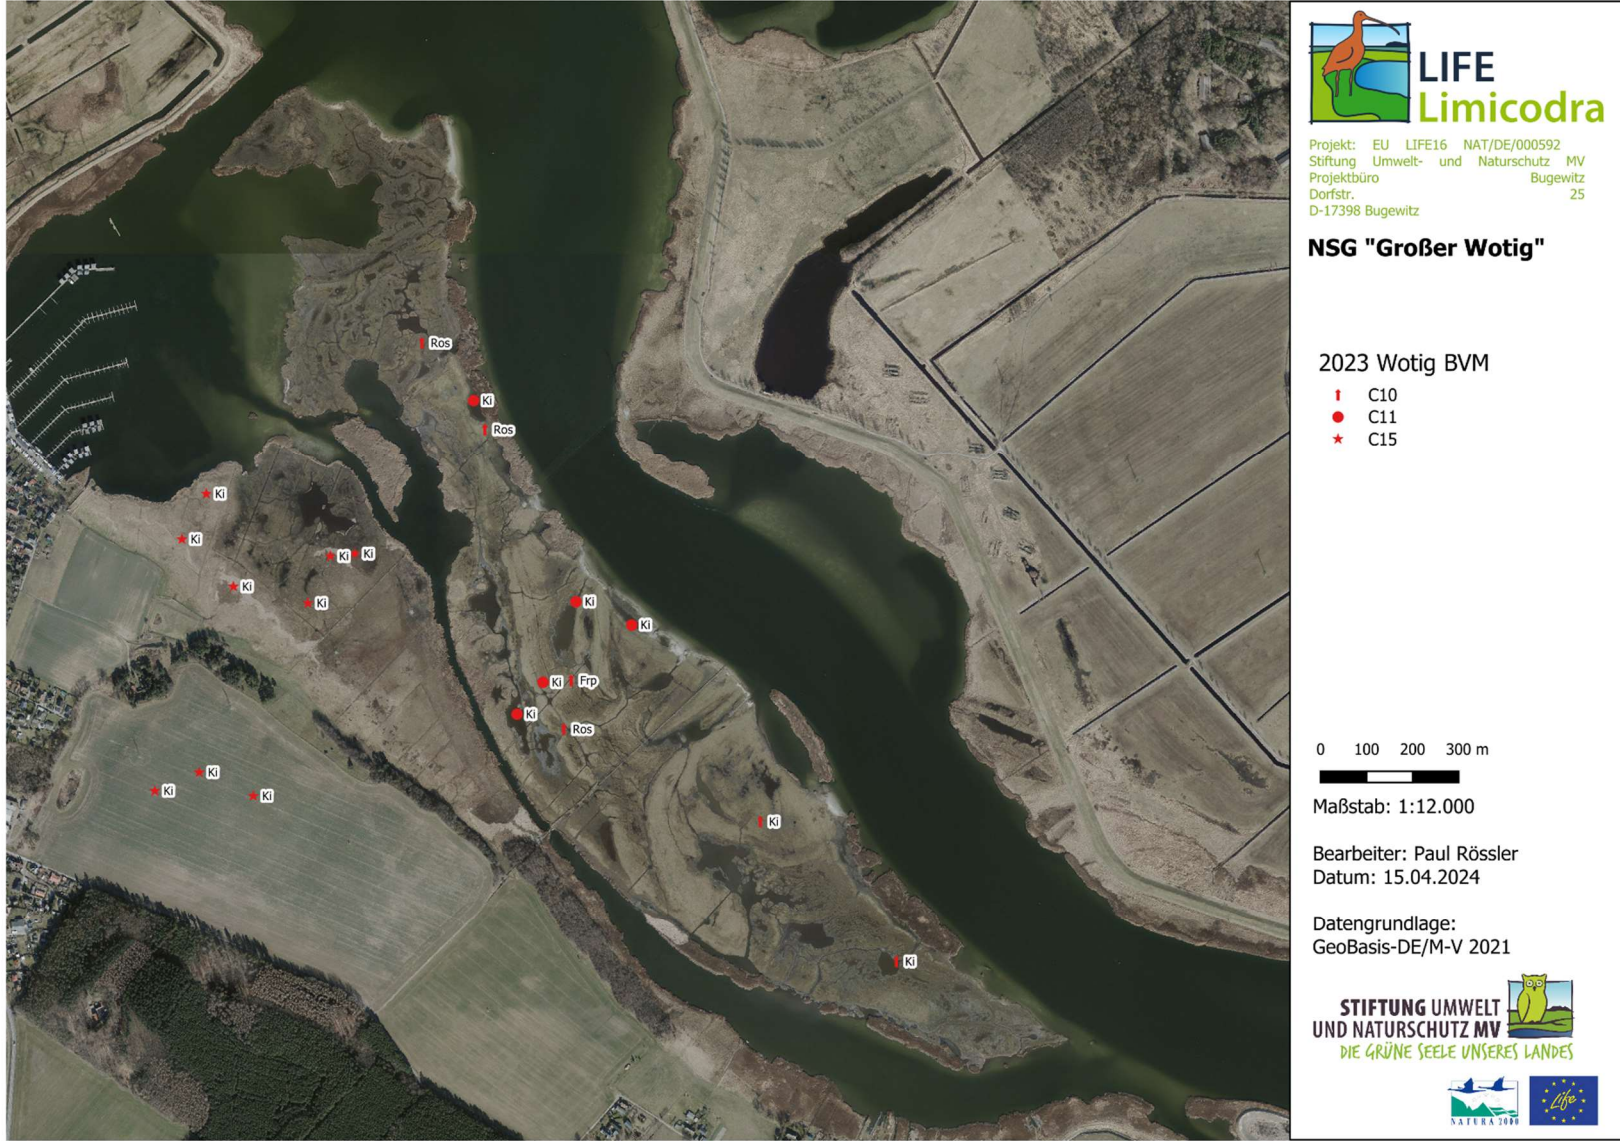 LIFE
Limicodra
Projekt: EU LIFE16 NAT/DE/000592
Stiftung Umwelt- und Naturschutz MV
Projektbüro Bugewitz
Dorfstr. 25
D-17398 Bugewitz
NSG "Großer Wotig"
2023 Wotig BVM
C10
C11
C15
Ros
Ki
Ros
Ki
Ki
Ki
Ki
Ki
Ki
Ki
Ki
Ki
Frp
Ki
Ros
Ki
Ki
Ki
Ki
Ki
0 100 200 300 m
Maßstab: 1:12.000
Bearbeiter: Paul Rössler
Datum: 15.04.2024
Datengrundlage:
GeoBasis-DE/M-V 2021
STIFTUNG UMWELT
UND NATURSCHUTZ MV
DIE GRÜNE SEELE UNSERES LANDES
NATURA 2000
Life